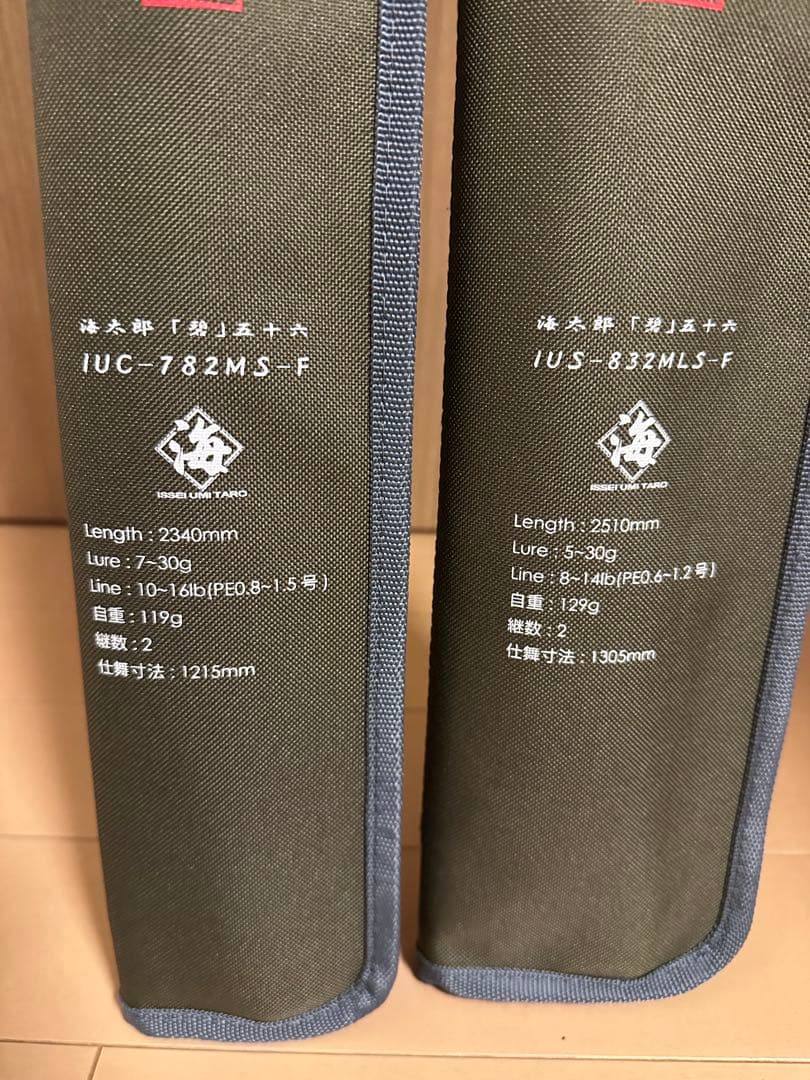 海太郎「碧」五十六
IUC-782MS-F
海
ISSEI UMI TARO
Length : 2340mm
Lure : 7~30g
Line : 10~16lb(PE0.8~1.5号)
自重 : 119g
継数 : 2
仕舞寸法 : 1215mm
海太郎「碧」五十六
IUS-832MLS-F
海
ISSEI UMI TARO
Length : 2510mm
Lure : 5~30g
Line : 8~14lb(PE0.6~1.2号)
自重 : 129g
継数 : 2
仕舞寸法 : 1305mm